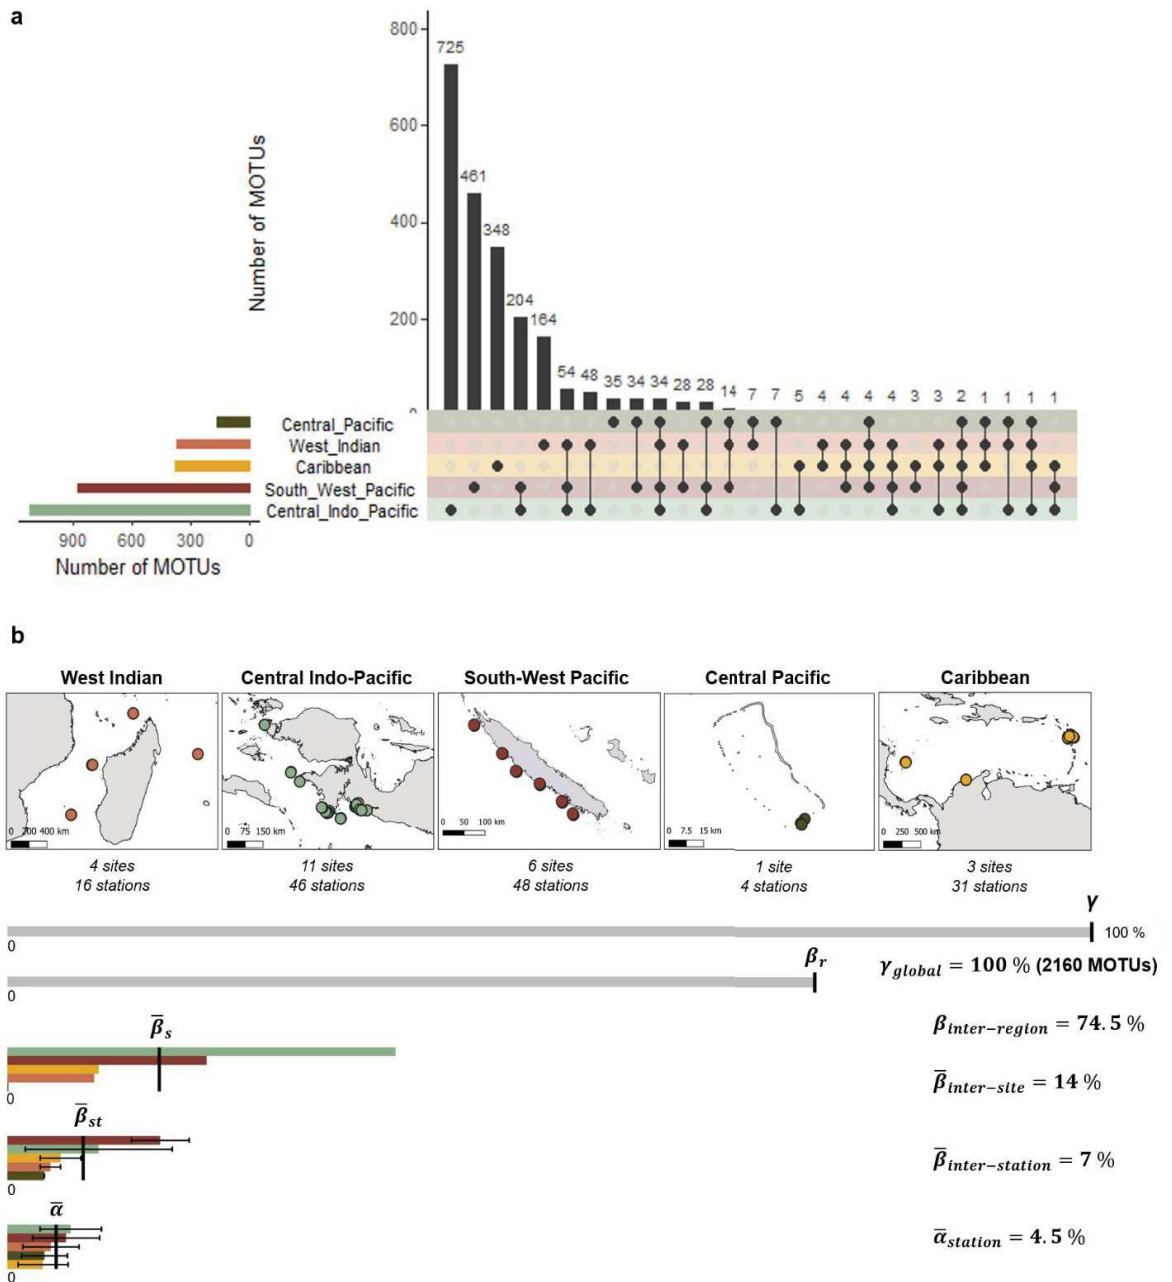 a
800
725
600
461
400
348
204
200
164
54 48 35 34 34 28 28 14 7 7 5 4 4 4 4 3 3 2 1 1 1 1
Number of MOTUs
Central_Pacific
West_Indian
Caribbean
South_West_Pacific
Central_Indo_Pacific
900 600 300 0
Number of MOTUs
b
West Indian Central Indo-Pacific South-West Pacific Central Pacific Caribbean
0 200 400 km 0 75 150 km 0 50 100 km 0 7.5 15 km 0 250 500 km
4 sites 11 sites 6 sites 1 site 3 sites
16 stations 46 stations 48 stations 4 stations 31 stations
γ
0 100 %
βr
γglobal = 100 % (2160 MOTUs)
0
βinter−region = 74.5 %
β̅s
β̅inter−site = 14 %
0
β̅st
β̅inter−station = 7 %
0
α̅
α̅station = 4.5 %
0